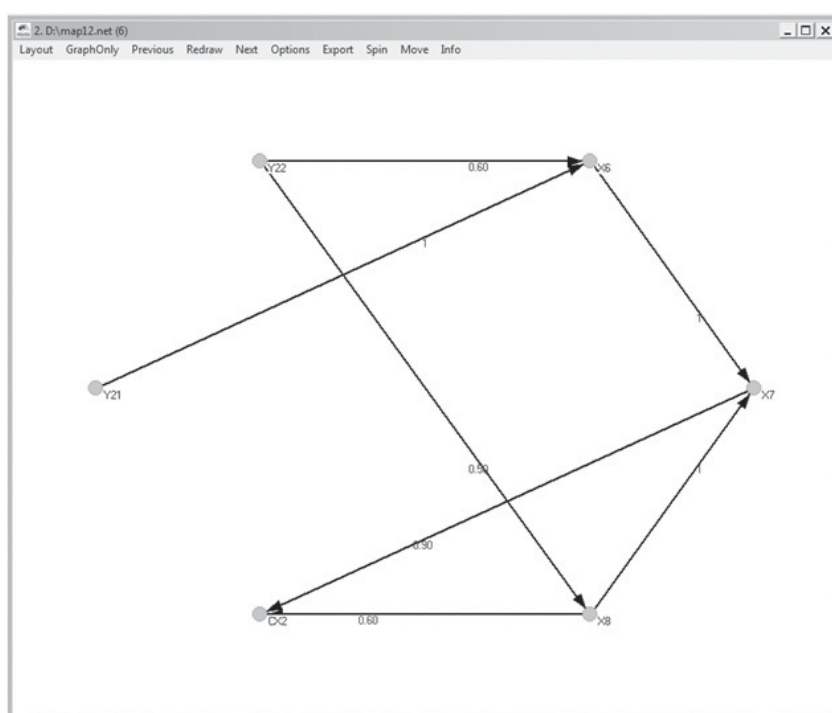 2. D:\map12.net (6)
Layout GraphOnly Previous Redraw Next Options Export Spin Move Info
Y22 0.60 X6
1
1
Y21 X7
0.50 1
0.90
CX2 0.60 X8